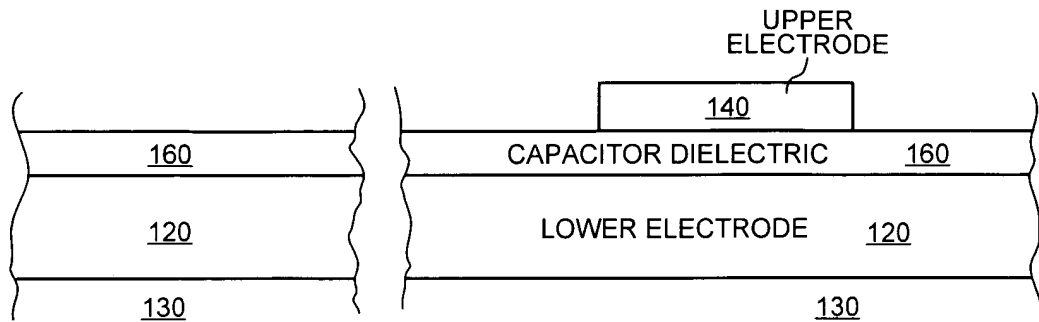 UPPER
ELECTRODE
140
160
CAPACITOR DIELECTRIC 160
120
LOWER ELECTRODE 120
130
130